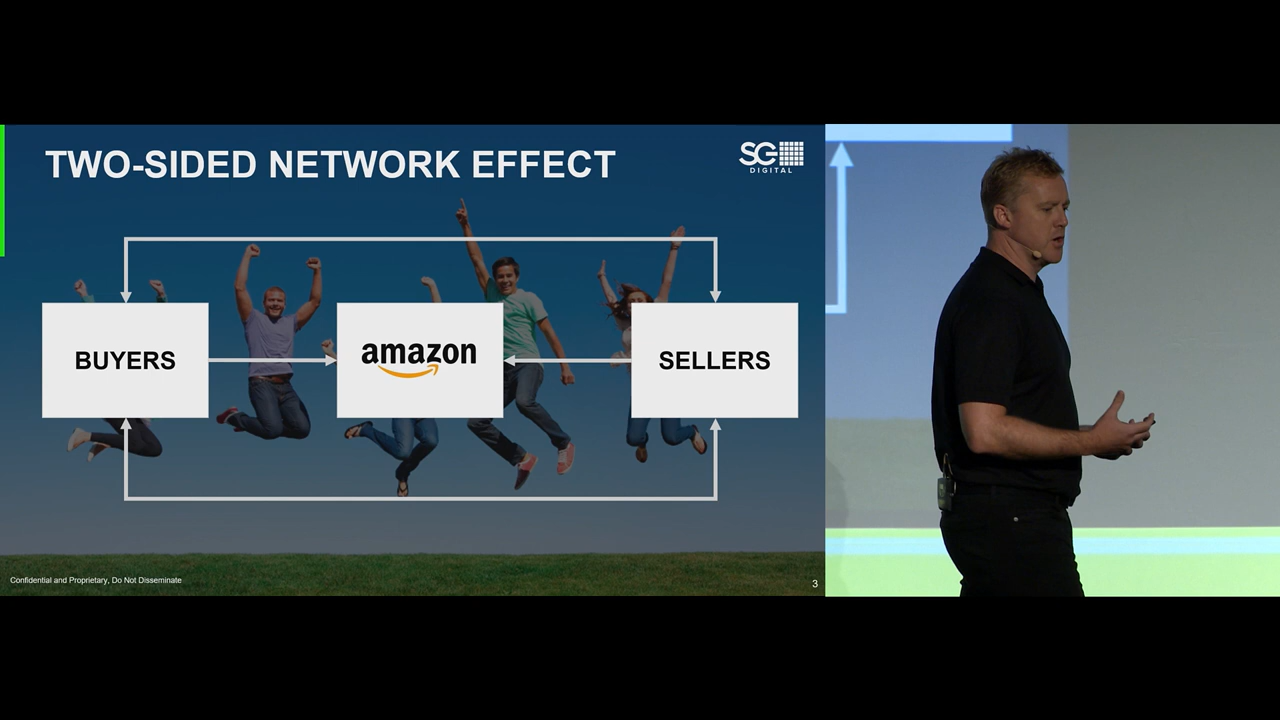 TWO-SIDED NETWORK EFFECT
SG
DIGITAL
BUYERS
amazon
SELLERS
Confidential and Proprietary, Do Not Disseminate
3